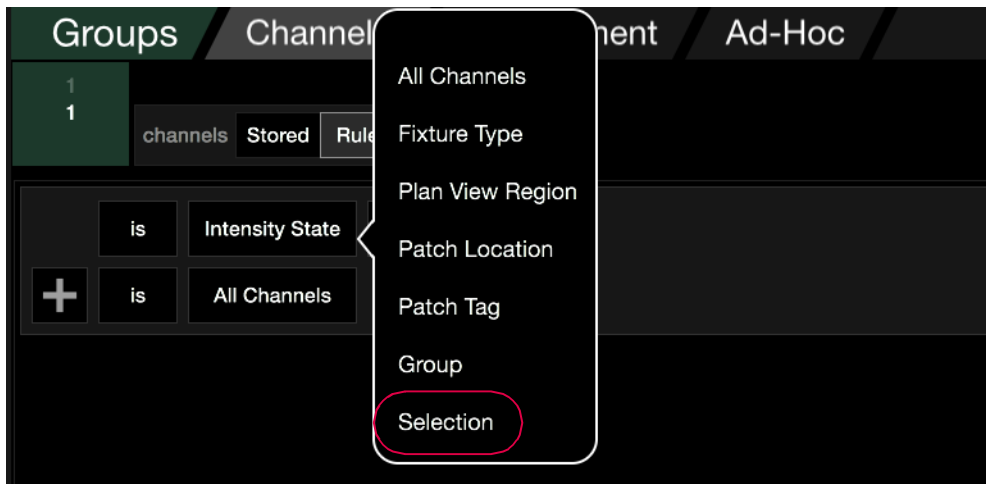 Groups Channel nent Ad-Hoc
1
1
channels Stored Rule
is Intensity State
is All Channels
All Channels
Fixture Type
Plan View Region
Patch Location
Patch Tag
Group
Selection